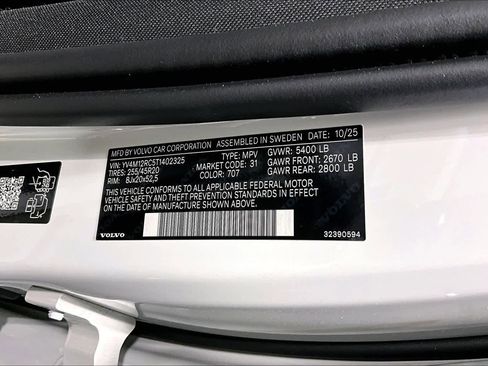 MFD BY VOLVO CAR CORPORATION ASSEMBLED IN SWEDEN DATE: 10/25
VIN: YV4M12RC5T1402325 TYPE: MPV GVWR: 5400 LB
TIRES: 255/45R20 MARKET CODE: 31 GAWR FRONT: 2670 LB
RIM: 8Jx20x52,5 COLOR: 707 GAWR REAR: 2800 LB
THIS VEHICLE CONFORMS TO ALL APPLICABLE FEDERAL MOTOR
VEHICLE SAFETY AND THEFT PREVENTION STANDARDS IN EFFECT
ON THE DATE OF MANUFACTURE SHOWN ABOVE.
VOLVO 32390594